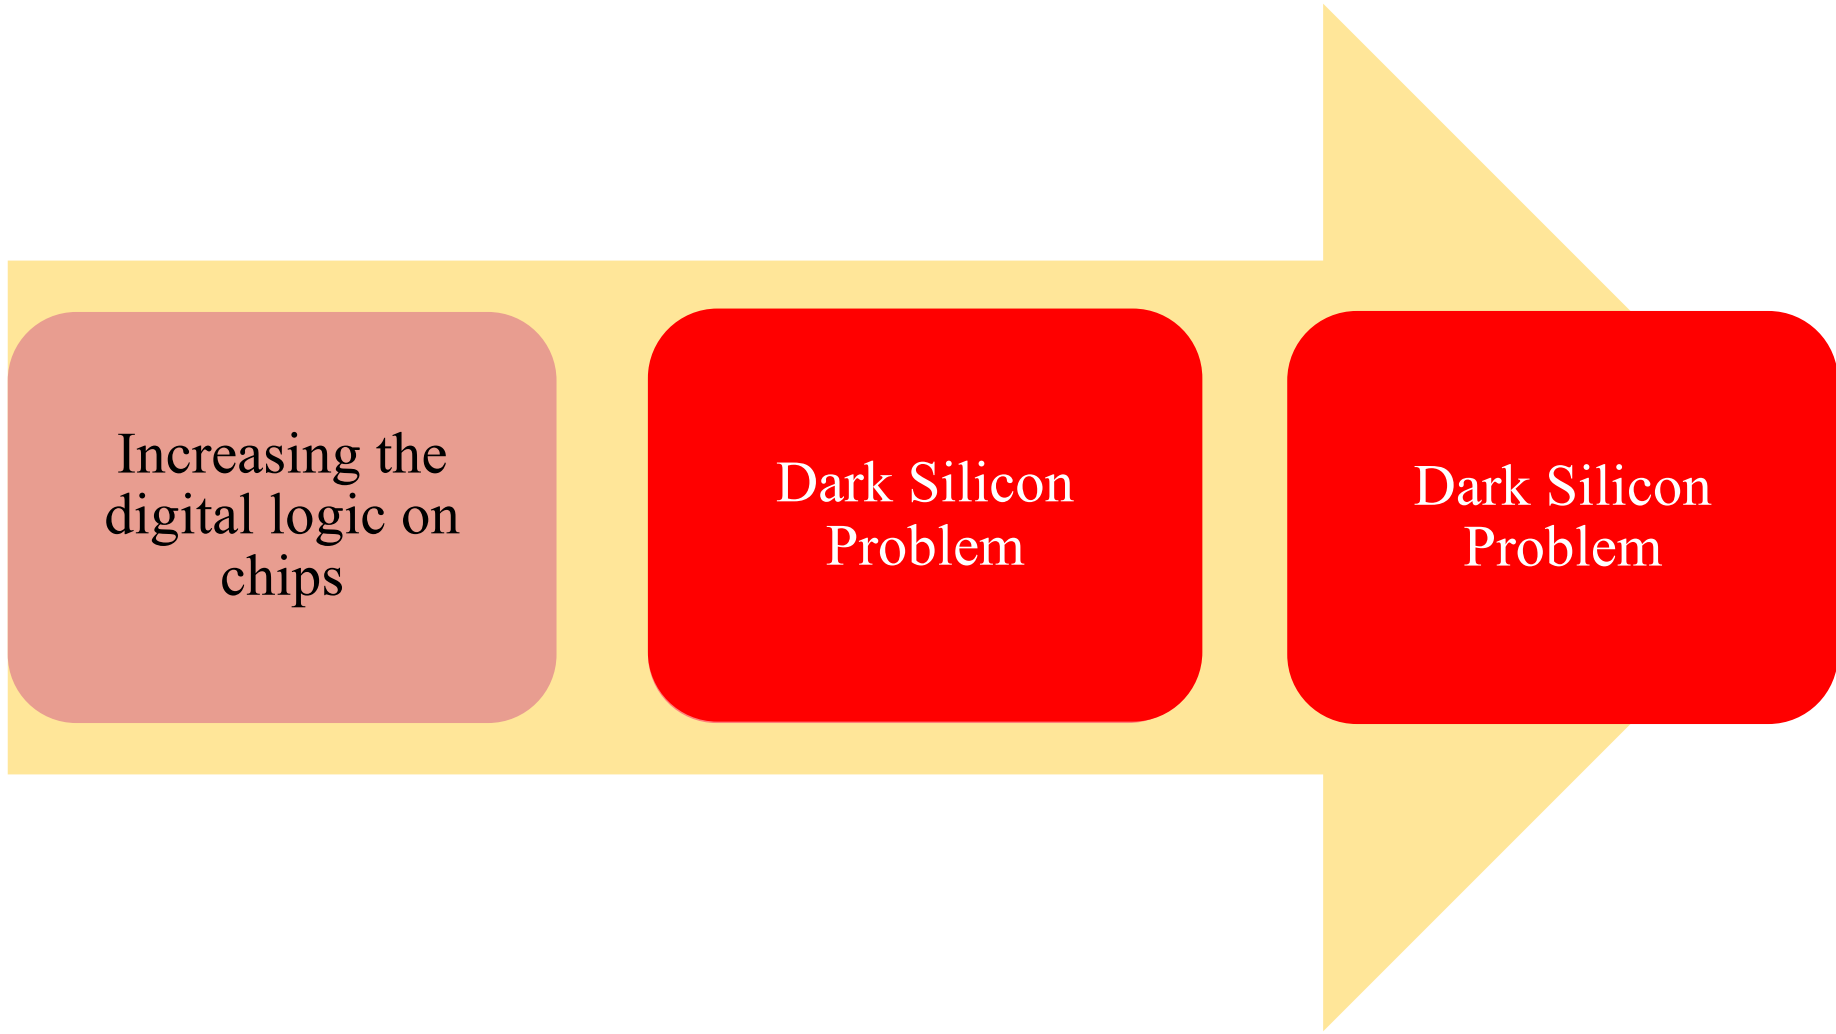 Increasing the
digital logic on
chips
Dark Silicon
Problem
Dark Silicon
Problem